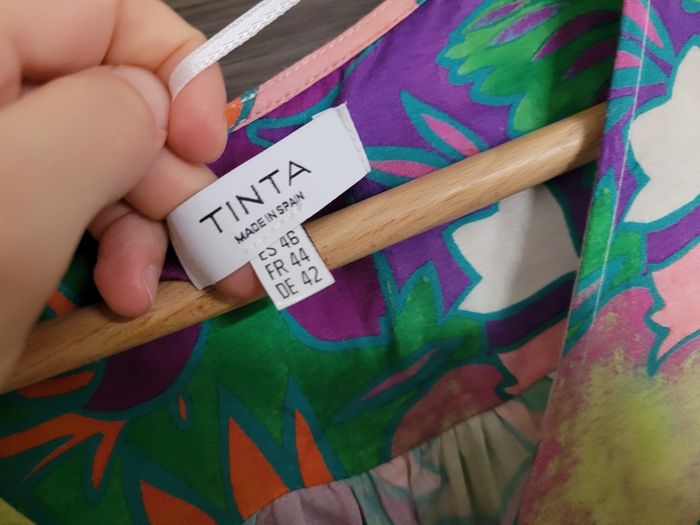 TINTA
MADE IN SPAIN
ES 46
FR 44
DE 42